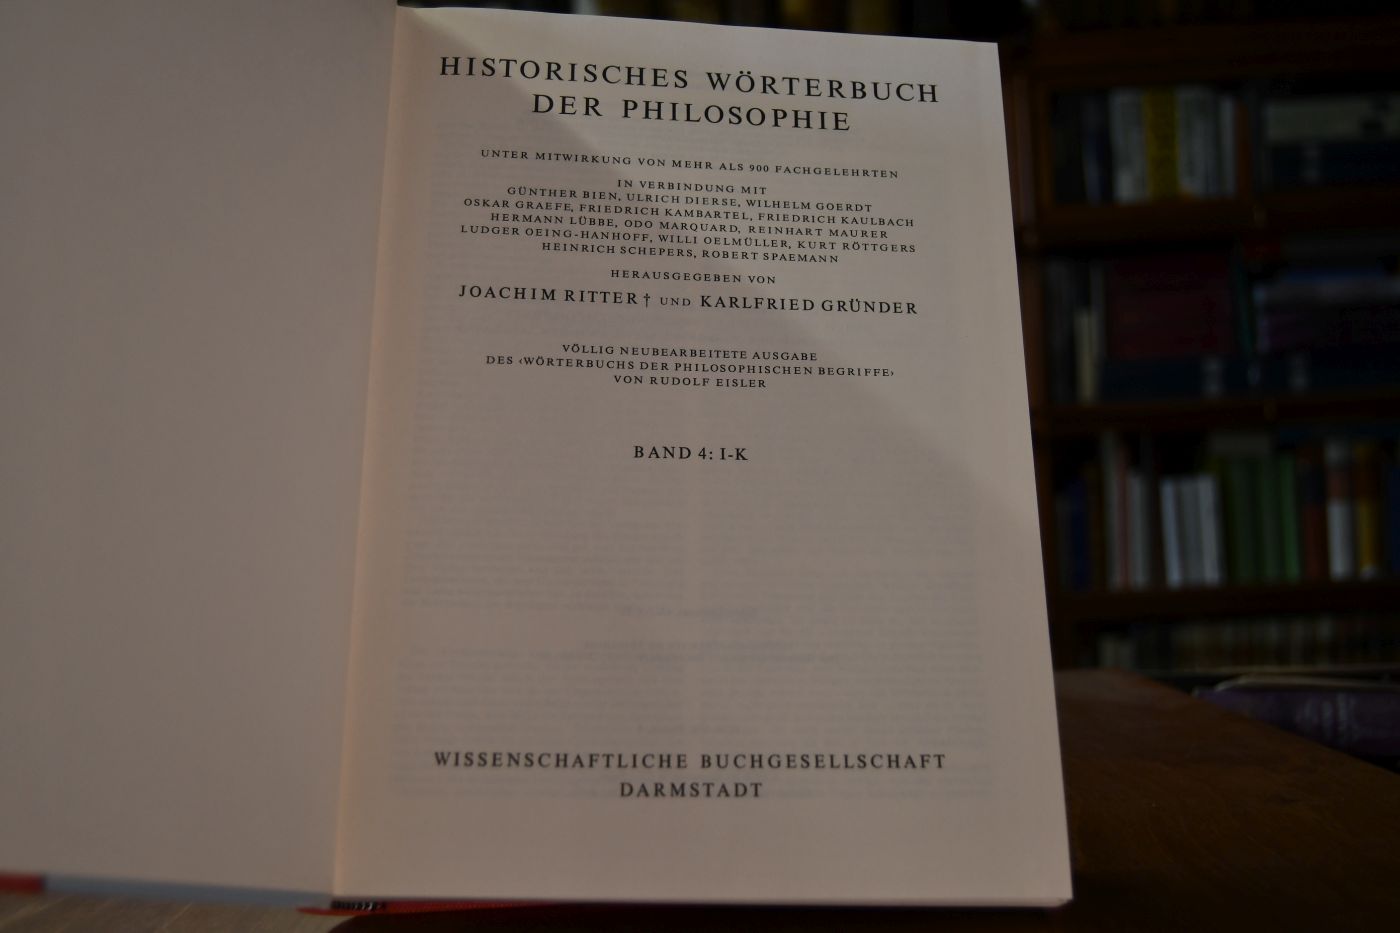 HISTORISCHES WÖRTERBUCH
DER PHILOSOPHIE
UNTER MITWIRKUNG VON MEHR ALS 900 FACHGELEHRTEN
IN VERBINDUNG MIT
GÜNTHER BIEN, ULRICH DIERSE, WILHELM GOERDT
OSKAR GRAEFE, FRIEDRICH KAMBARTEL, FRIEDRICH KAULBACH
HERMANN LÜBBE, ODO MARQUARD, REINHART MAURER
LUDGER OEING-HANHOFF, WILLI OELMÜLLER, KURT RÖTTGERS
HEINRICH SCHEPERS, ROBERT SPAEMANN
HERAUSGEGEBEN VON
JOACHIM RITTER † UND KARLFRIED GRÜNDER
VÖLLIG NEUBEARBEITETE AUSGABE
DES ‹WÖRTERBUCHS DER PHILOSOPHISCHEN BEGRIFFE›
VON RUDOLF EISLER
BAND 4: I-K
WISSENSCHAFTLICHE BUCHGESELLSCHAFT
DARMSTADT